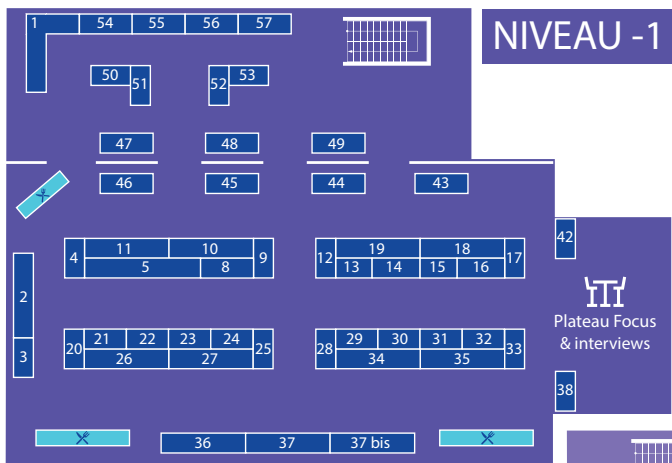 NIVEAU -1
1 54 55 56 57
50 51 52 53
47 48 49
46 45 44 43
42
4 11 10 9 12 19 18 17
5 8 13 14 15 16
2
Plateau Focus
& interviews
20 21 22 23 24 25 28 29 30 31 32 33
26 27 34 35
3
38
36 37 37 bis